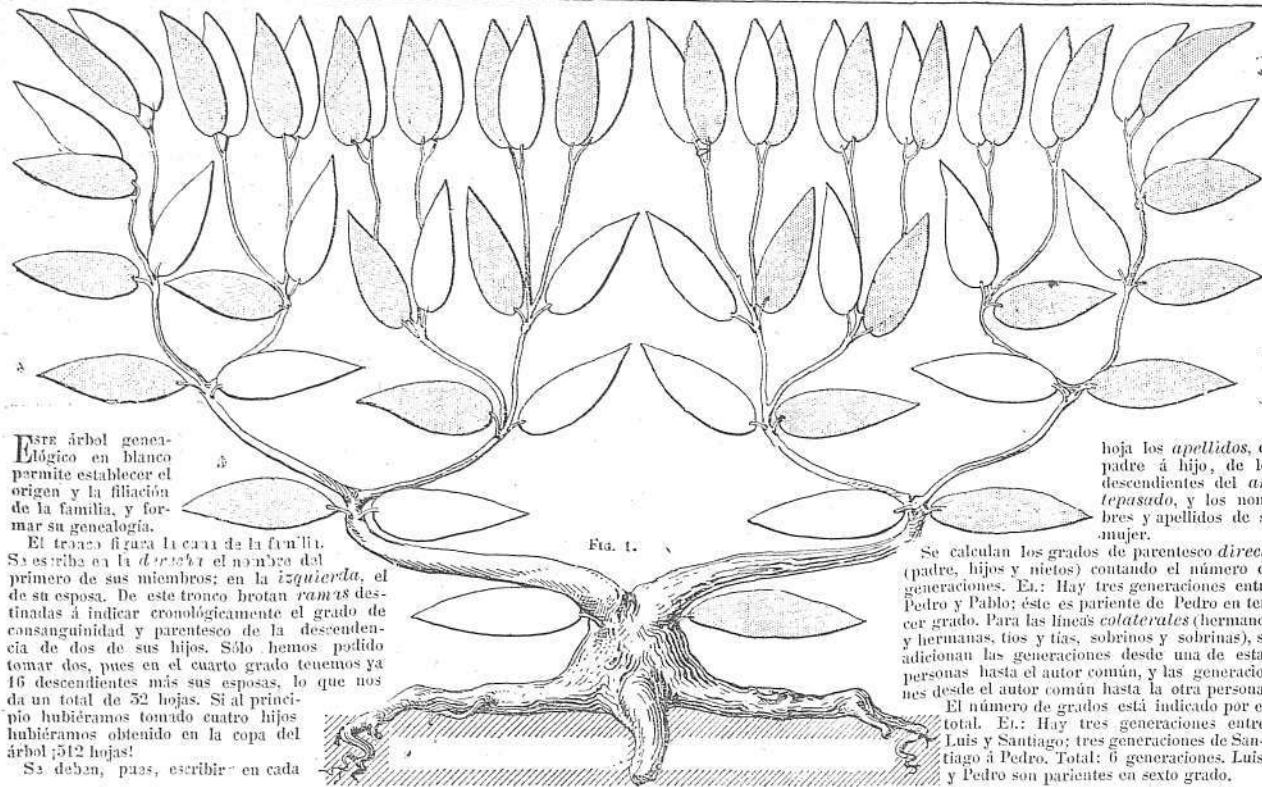 ESTE árbol genea-
lógico en blanco
permite establecer el
origen y la filiación
de la familia, y for-
mar su genealogía.
El tronco figura la casa de la familia.
Se escribe en la derecha el nombre del
primero de sus miembros; en la izquierda, el
de su esposa. De este tronco brotan ramas des-
tinadas á indicar cronológicamente el grado de
consanguinidad y parentesco de la descenden-
cia de dos de sus hijos. Sólo hemos podido
tomar dos, pues en el cuarto grado tenemos ya
16 descendientes más sus esposas, lo que nos
da un total de 32 hojas. Si al princi-
pio hubiéramos tomado cuatro hijos
hubiéramos obtenido en la copa del
árbol ¡512 hojas!
Se deben, pues, escribir en cada
FIG. 1.
hoja los apellidos,
padre á hijo, de
descendientes del
tepasado, y los nom-
bres y apellidos de
mujer.
Se calculan los grados de parentesco
(padre, hijos y nietos) contando el número
generaciones. EJ.: Hay tres generaciones
Pedro y Pablo; éste es pariente de Pedro en
cer grado. Para las líneas colaterales
y hermanas, tíos y tías, sobrinos y sobrinas),
adicionan las generaciones desde una de
personas hasta el autor común, y las
nes desde el autor común hasta la otra persona
El número de grados está indicado por
total. EJ.: Hay tres generaciones entre
Luis y Santiago; tres generaciones de San-
tiago á Pedro. Total: 6 generaciones. Luis
y Pedro son parientes en sexto grado.